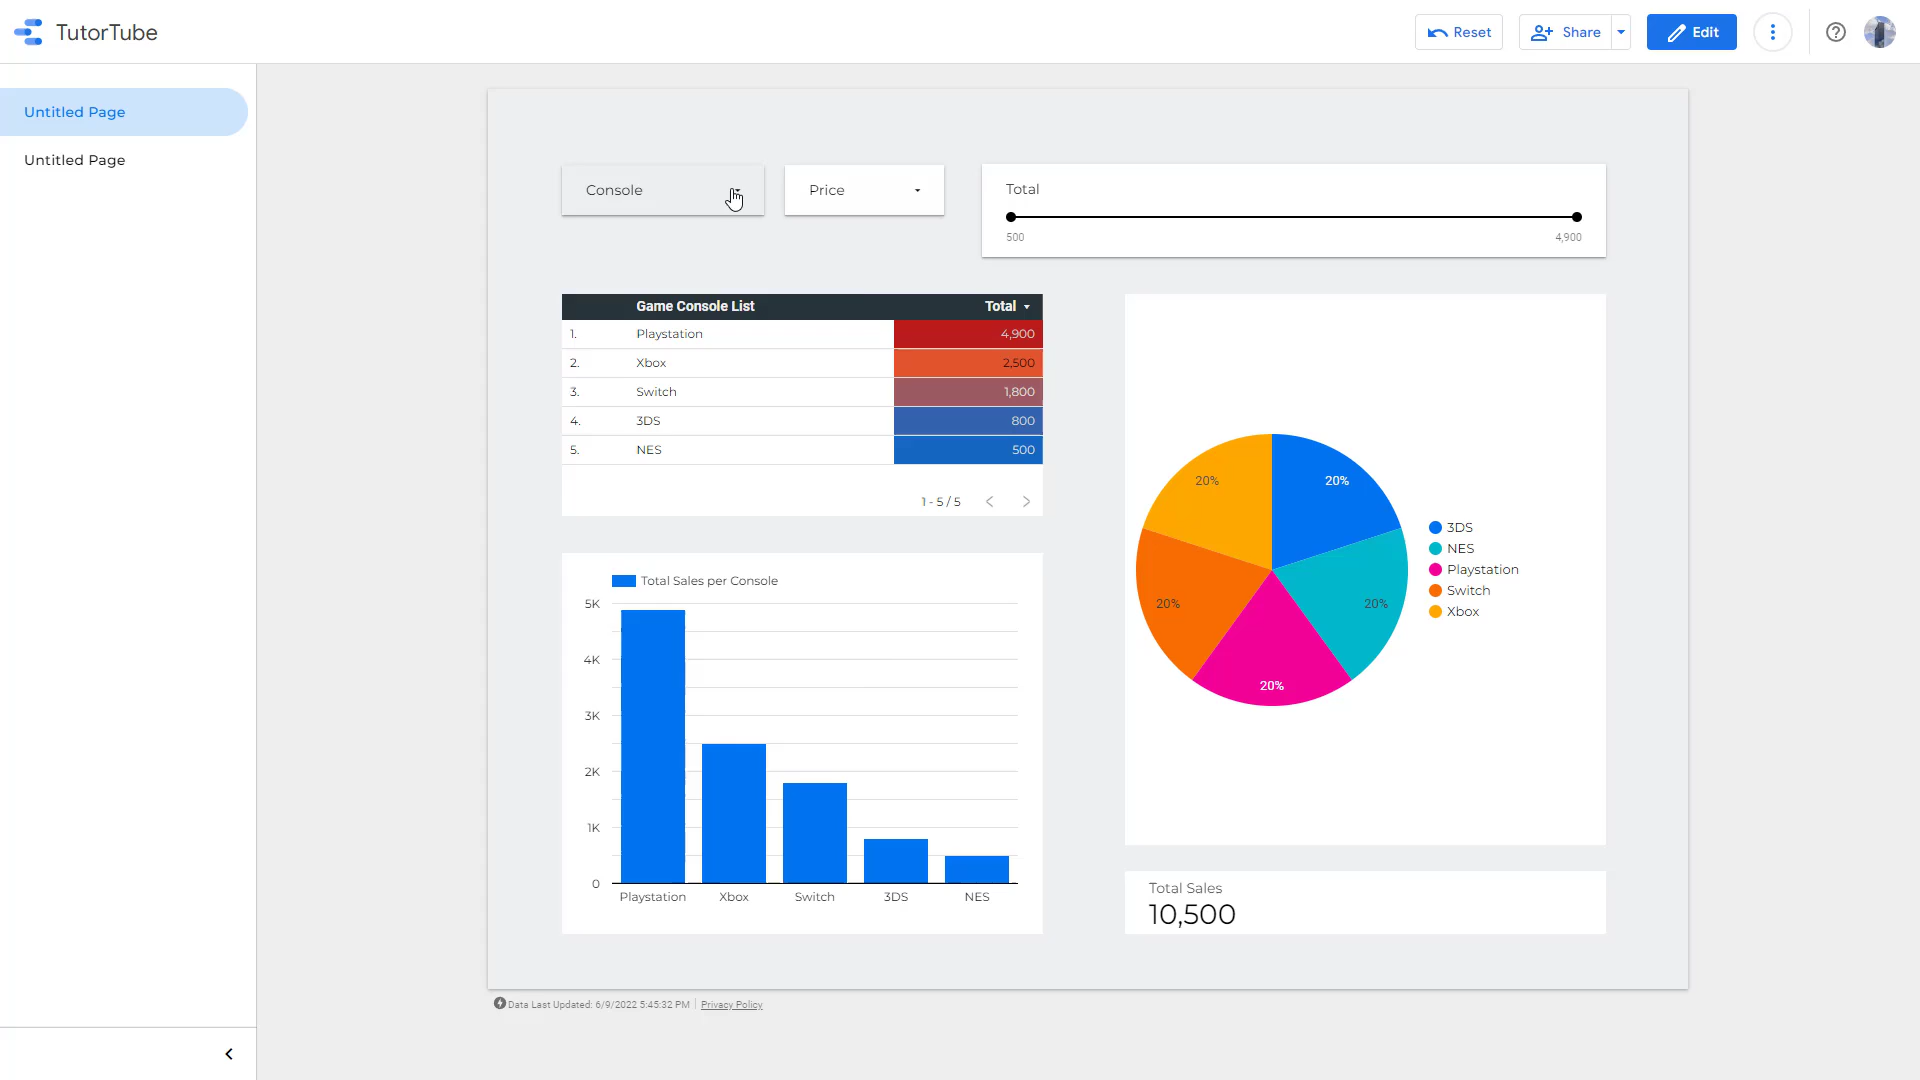 TutorTube
Reset
Share
Edit
Untitled Page
Untitled Page
Console
Price
Total
500
4,900
Game Console List Total
1. Playstation 4,900
2. Xbox 2,500
3. Switch 1,800
4. 3DS 800
5. NES 500
1 - 5 / 5
Total Sales per Console
5K
4K
3K
2K
1K
0
Playstation Xbox Switch 3DS NES
20%
20%
20%
20%
20%
3DS
NES
Playstation
Switch
Xbox
Total Sales
10,500
Data Last Updated: 6/9/2022 5:45:32 PM
Privacy Policy